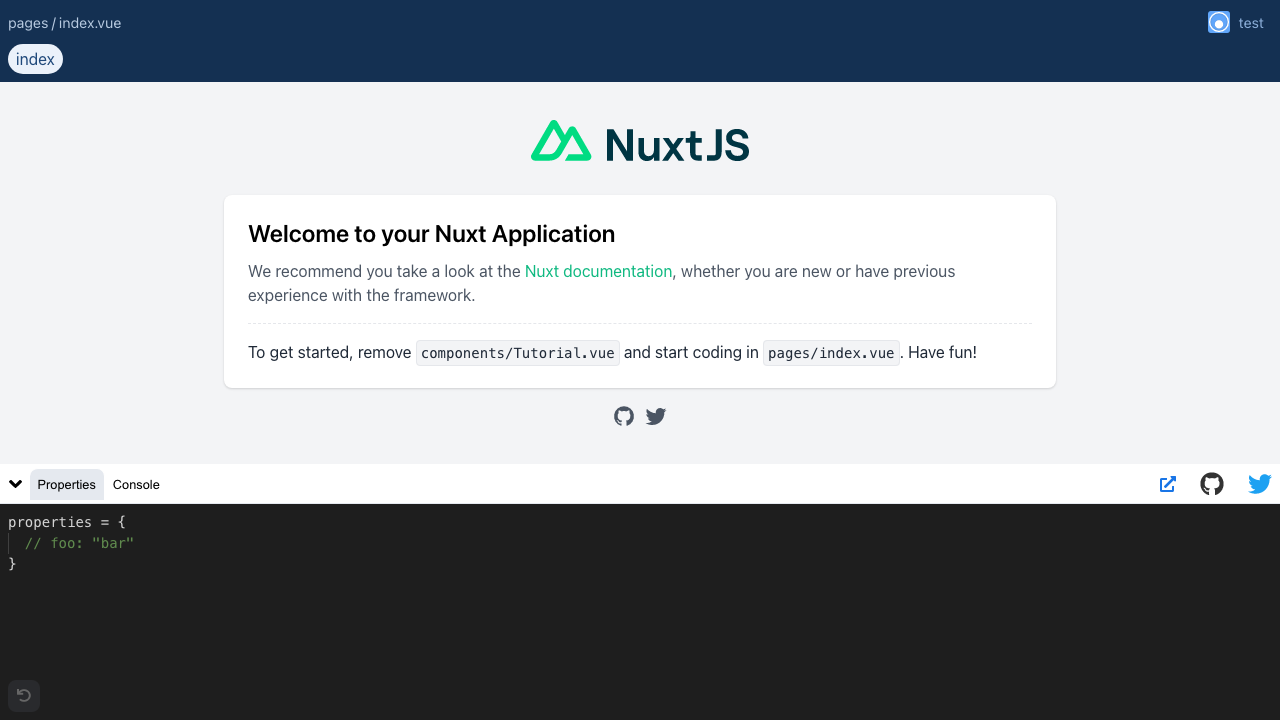 pages / index.vue
test
index
NuxtJS
Welcome to your Nuxt Application
We recommend you take a look at the Nuxt documentation, whether you are new or have previous
experience with the framework.
To get started, remove components/Tutorial.vue and start coding in pages/index.vue. Have fun!
Properties Console
properties = {
// foo: "bar"
}